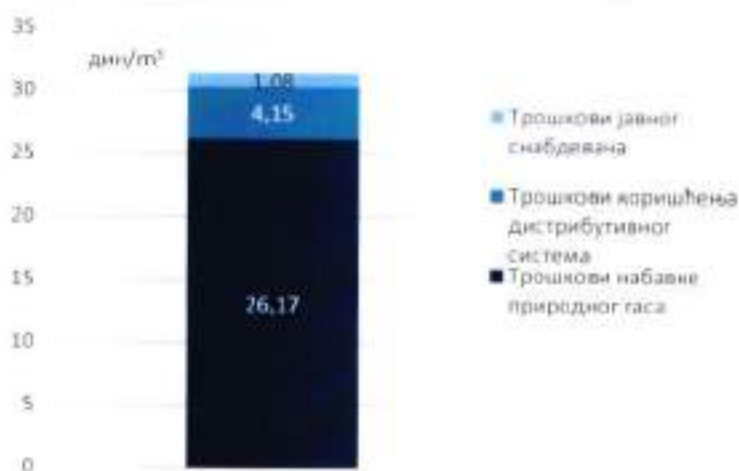 35
дин/m³
30
25
20
15
10
5
0
1,08
4,15
26,17
Трошкови јавног
снабдевача
Трошкови коришћења
дистрибутивног
система
Трошкови набавке
природног гаса